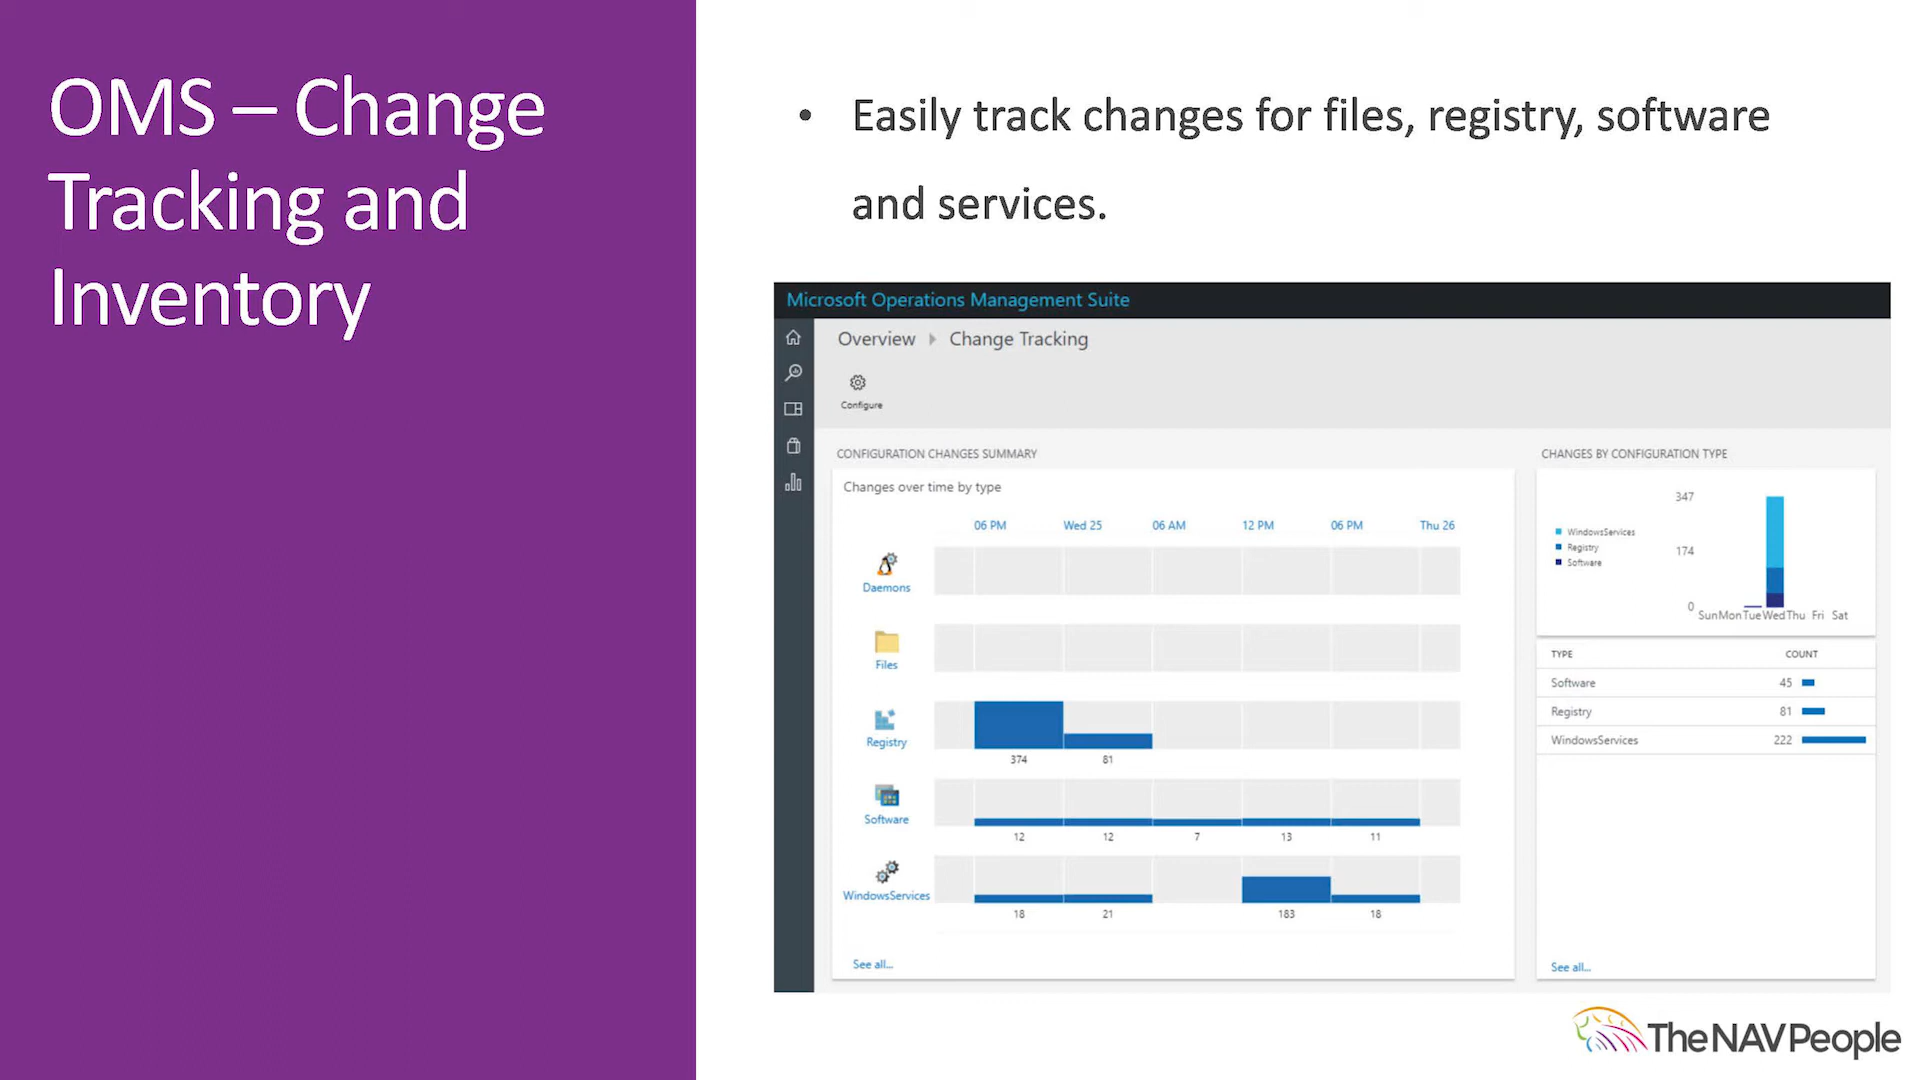 OMS – Change
Tracking and
Inventory
• Easily track changes for files, registry, software
and services.
Microsoft Operations Management Suite
Overview Change Tracking
Configure
CONFIGURATION CHANGES SUMMARY
Changes over time by type
06 PM Wed 25 06 AM 12 PM 06 PM Thu 26
Daemons
Files
Registry
374 81
Software
12 12 7 13 11
WindowsServices
18 21 183 18
See all...
CHANGES BY CONFIGURATION TYPE
347
WindowsServices
Registry
174
Software
0
Sun Mon Tue Wed Thu Fri Sat
TYPE COUNT
Software 45
Registry 81
WindowsServices 222
See all...
TheNAVPeople